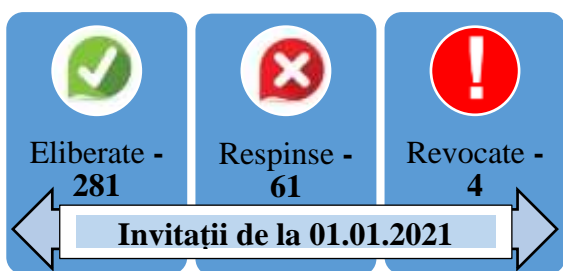 Eliberate - 
281
Respinse - 
61
Revocate - 
4
Invitații de la 01.01.2021